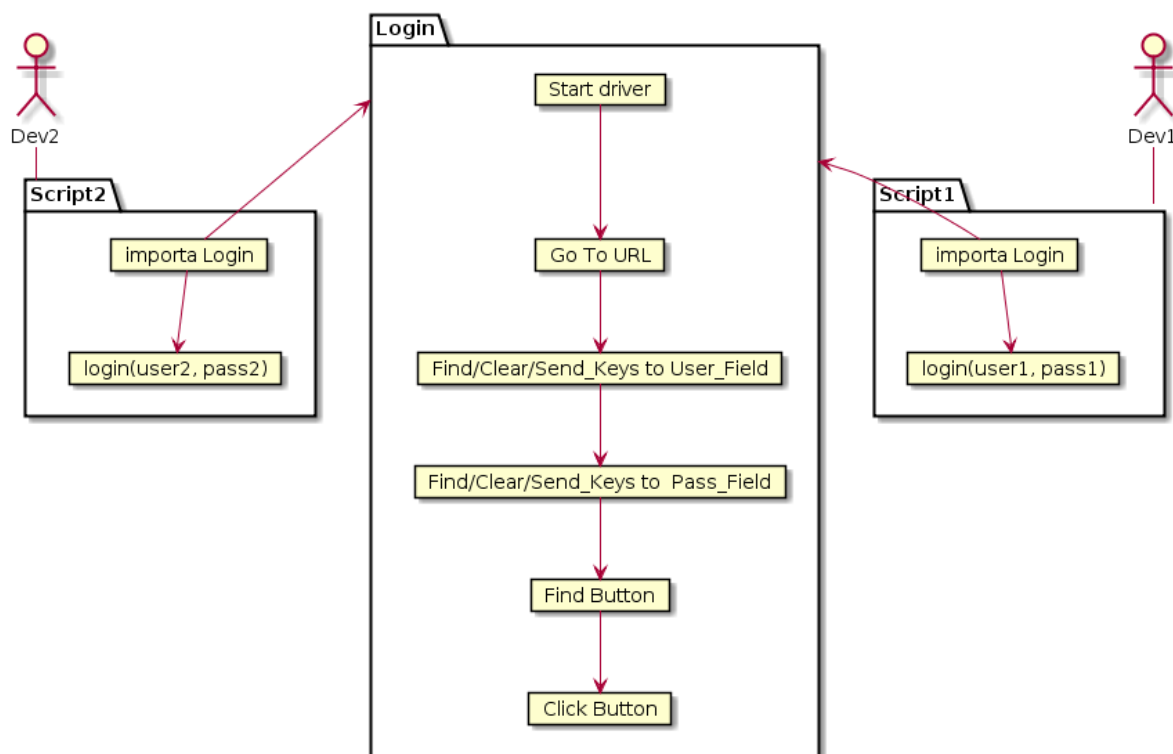 Login
Start driver
Go To URL
Find/Clear/Send_Keys to User_Field
Find/Clear/Send_Keys to  Pass_Field
Find Button
Click Button
Dev2
Script2
importa Login
login(user2, pass2)
Dev1
Script1
importa Login
login(user1, pass1)